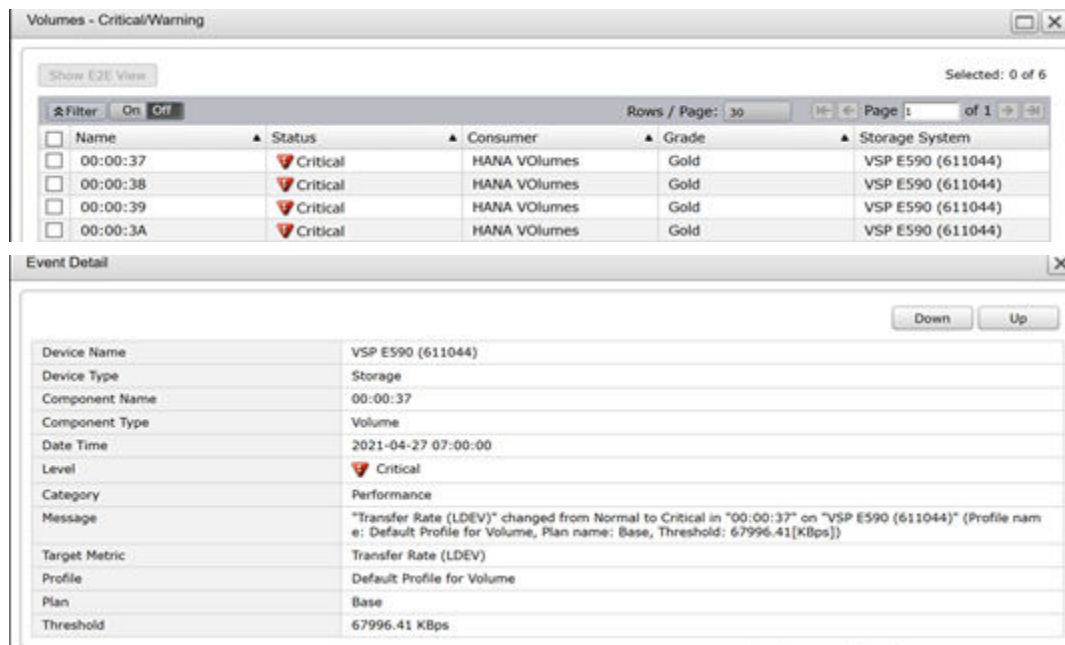 Volumes - Critical/Warning
Show E2E View
Selected: 0 of 6
Filter On Off Rows / Page: 30 Page 1 of 1
Name Status Consumer Grade Storage System
00:00:37 Critical HANA VOlumes Gold VSP E590 (611044)
00:00:38 Critical HANA VOlumes Gold VSP E590 (611044)
00:00:39 Critical HANA VOlumes Gold VSP E590 (611044)
00:00:3A Critical HANA VOlumes Gold VSP E590 (611044)
Event Detail
Down Up
Device Name VSP E590 (611044)
Device Type Storage
Component Name 00:00:37
Component Type Volume
Date Time 2021-04-27 07:00:00
Level Critical
Category Performance
Message "Transfer Rate (LDEV)" changed from Normal to Critical in "00:00:37" on "VSP E590 (611044)" (Profile nam
e: Default Profile for Volume, Plan name: Base, Threshold: 67996.41[KBps])
Target Metric Transfer Rate (LDEV)
Profile Default Profile for Volume
Plan Base
Threshold 67996.41 KBps